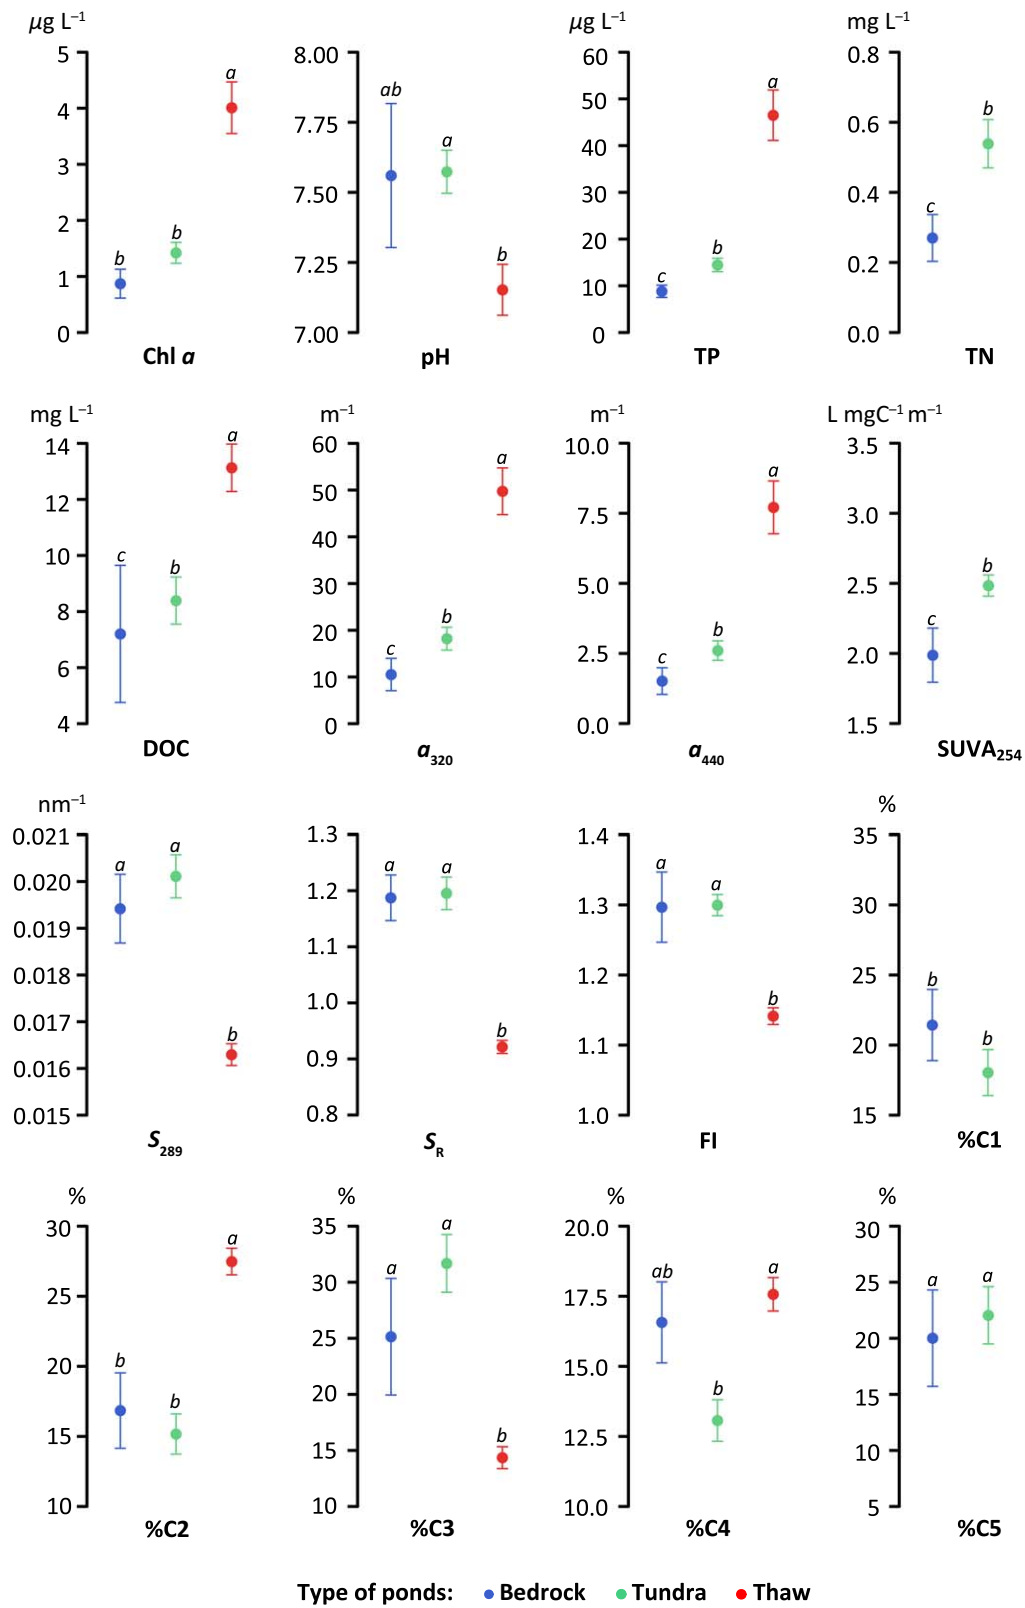 µg L⁻¹ µg L⁻¹ mg L⁻¹
5 8.00 60 0.8
a ab a
4 7.75 50 0.6 b
a 40
3 7.50 30 0.4 c
2 b b 20 b
b 7.25 c 0.2
1 10
0 7.00 0 0.0
Chl a pH TP TN
mg L⁻¹ m⁻¹ m⁻¹ L mgC⁻¹ m⁻¹
14 a 60 10.0 3.5
12 50 a 7.5 a 3.0
40
10 c b 30 5.0 2.5 b
8 20 b b c
6 c 2.5 c 2.0
10
4 0 0.0 1.5
DOC a₃₂₀ a₄₄₀ SUVA₂₅₄
nm⁻¹ %
0.021 a 1.3 1.4 35
0.020 a 1.2 a a 1.3 a a 30
0.019 1.1
0.018 1.2 25 b
0.017 b 1.0 b b
0.016 0.9 1.1 20 b
0.015 0.8 1.0 15
S₂₈₉ S_R FI %C1
% % % %
30 a 35 a 20.0 30
25 30 a 17.5 ab a 25 a a
25 20
20 b 20 15.0 15
15 b 15 b 12.5 b 10
10 10 10.0 5
%C2 %C3 %C4 %C5
Type of ponds: Bedrock Tundra Thaw